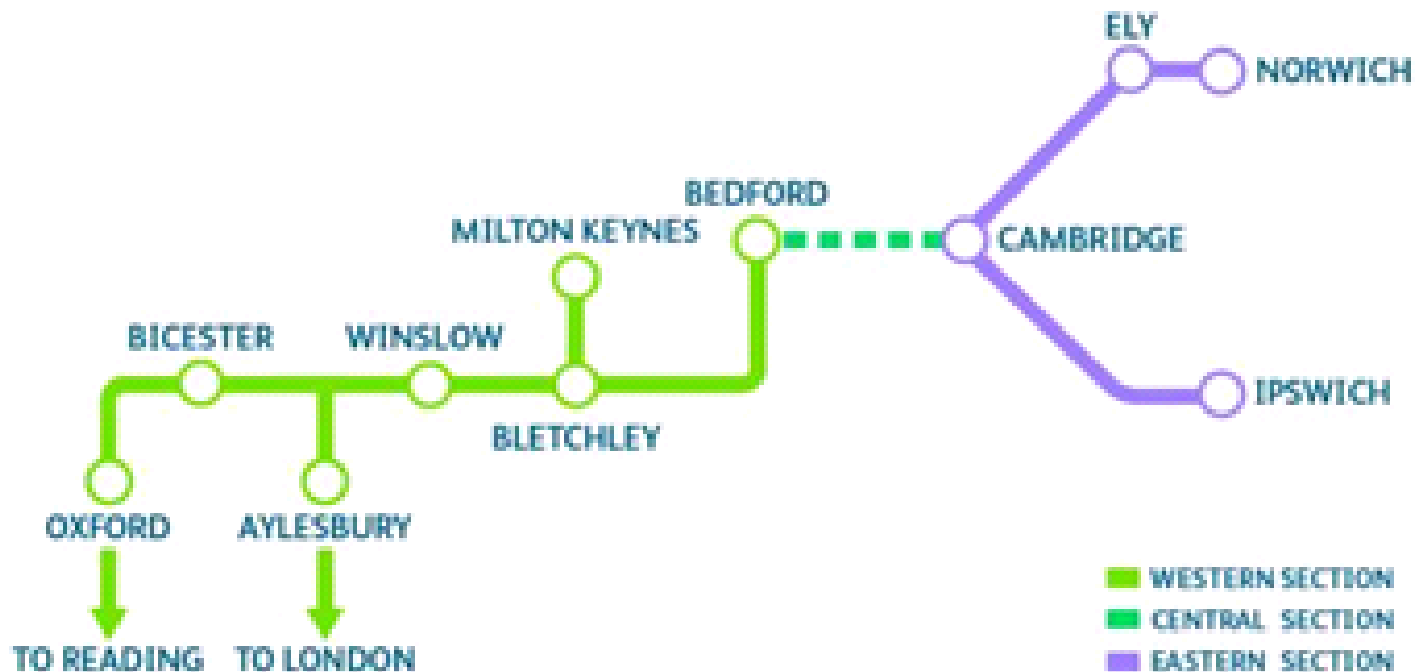 ELY
NORWICH
BEDFORD
MILTON KEYNES
CAMBRIDGE
BICESTER
WINSLOW
IPSWICH
BLETCHLEY
OXFORD
AYLESBURY
WESTERN SECTION
CENTRAL SECTION
TO READING
TO LONDON
EASTERN SECTION